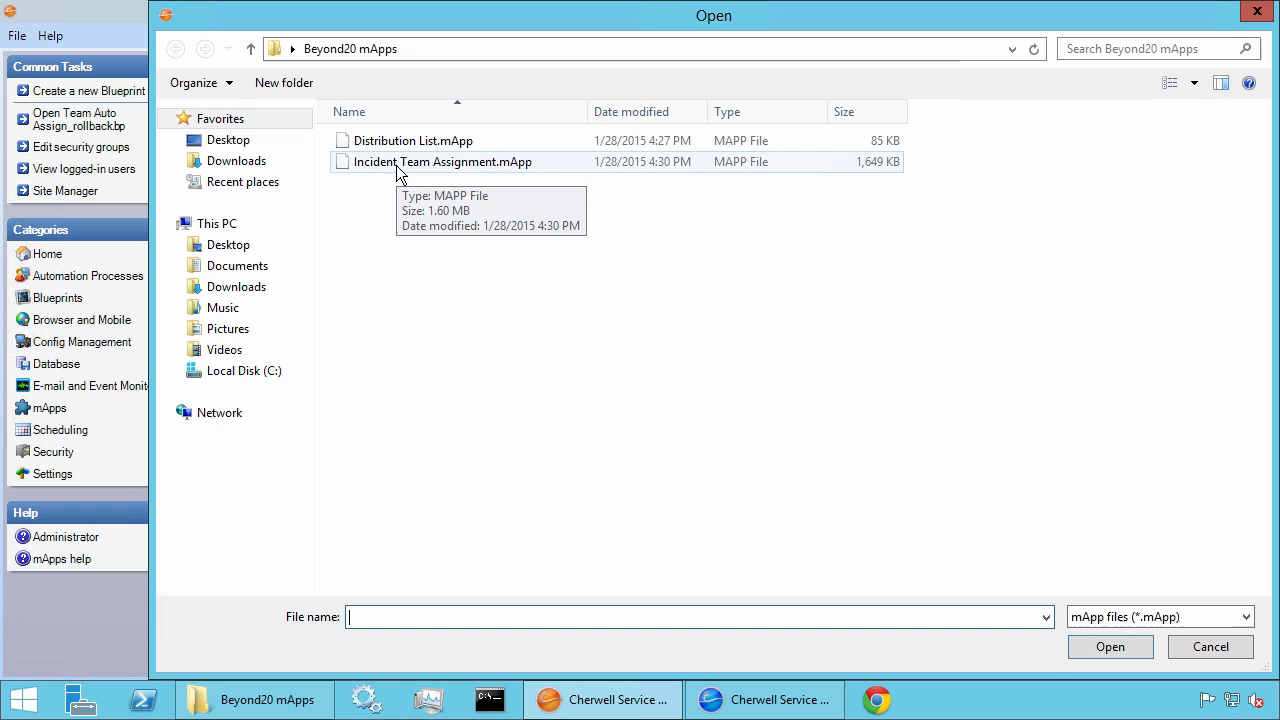 Open
File Help
Beyond20 mApps
Search Beyond20 mApps
Organize
New folder
Common Tasks
Create a new Blueprint
Open Team Auto
Assign_rollback.bp
Edit security groups
View logged-in users
Site Manager
Categories
Home
Automation Processes
Blueprints
Browser and Mobile
Config Management
Database
E-mail and Event Monit
mApps
Scheduling
Security
Settings
Help
Administrator
mApps help
Favorites
Desktop
Downloads
Recent places
This PC
Desktop
Documents
Downloads
Music
Pictures
Videos
Local Disk (C:)
Network
Name Date modified Type Size
Distribution List.mApp 1/28/2015 4:27 PM MAPP File 85 KB
Incident Team Assignment.mApp 1/28/2015 4:30 PM MAPP File 1,649 KB
Type: MAPP File
Size: 1.60 MB
Date modified: 1/28/2015 4:30 PM
File name:
mApp files (*.mApp)
Open
Cancel
Beyond20 mApps
Cherwell Service ...
Cherwell Service ...